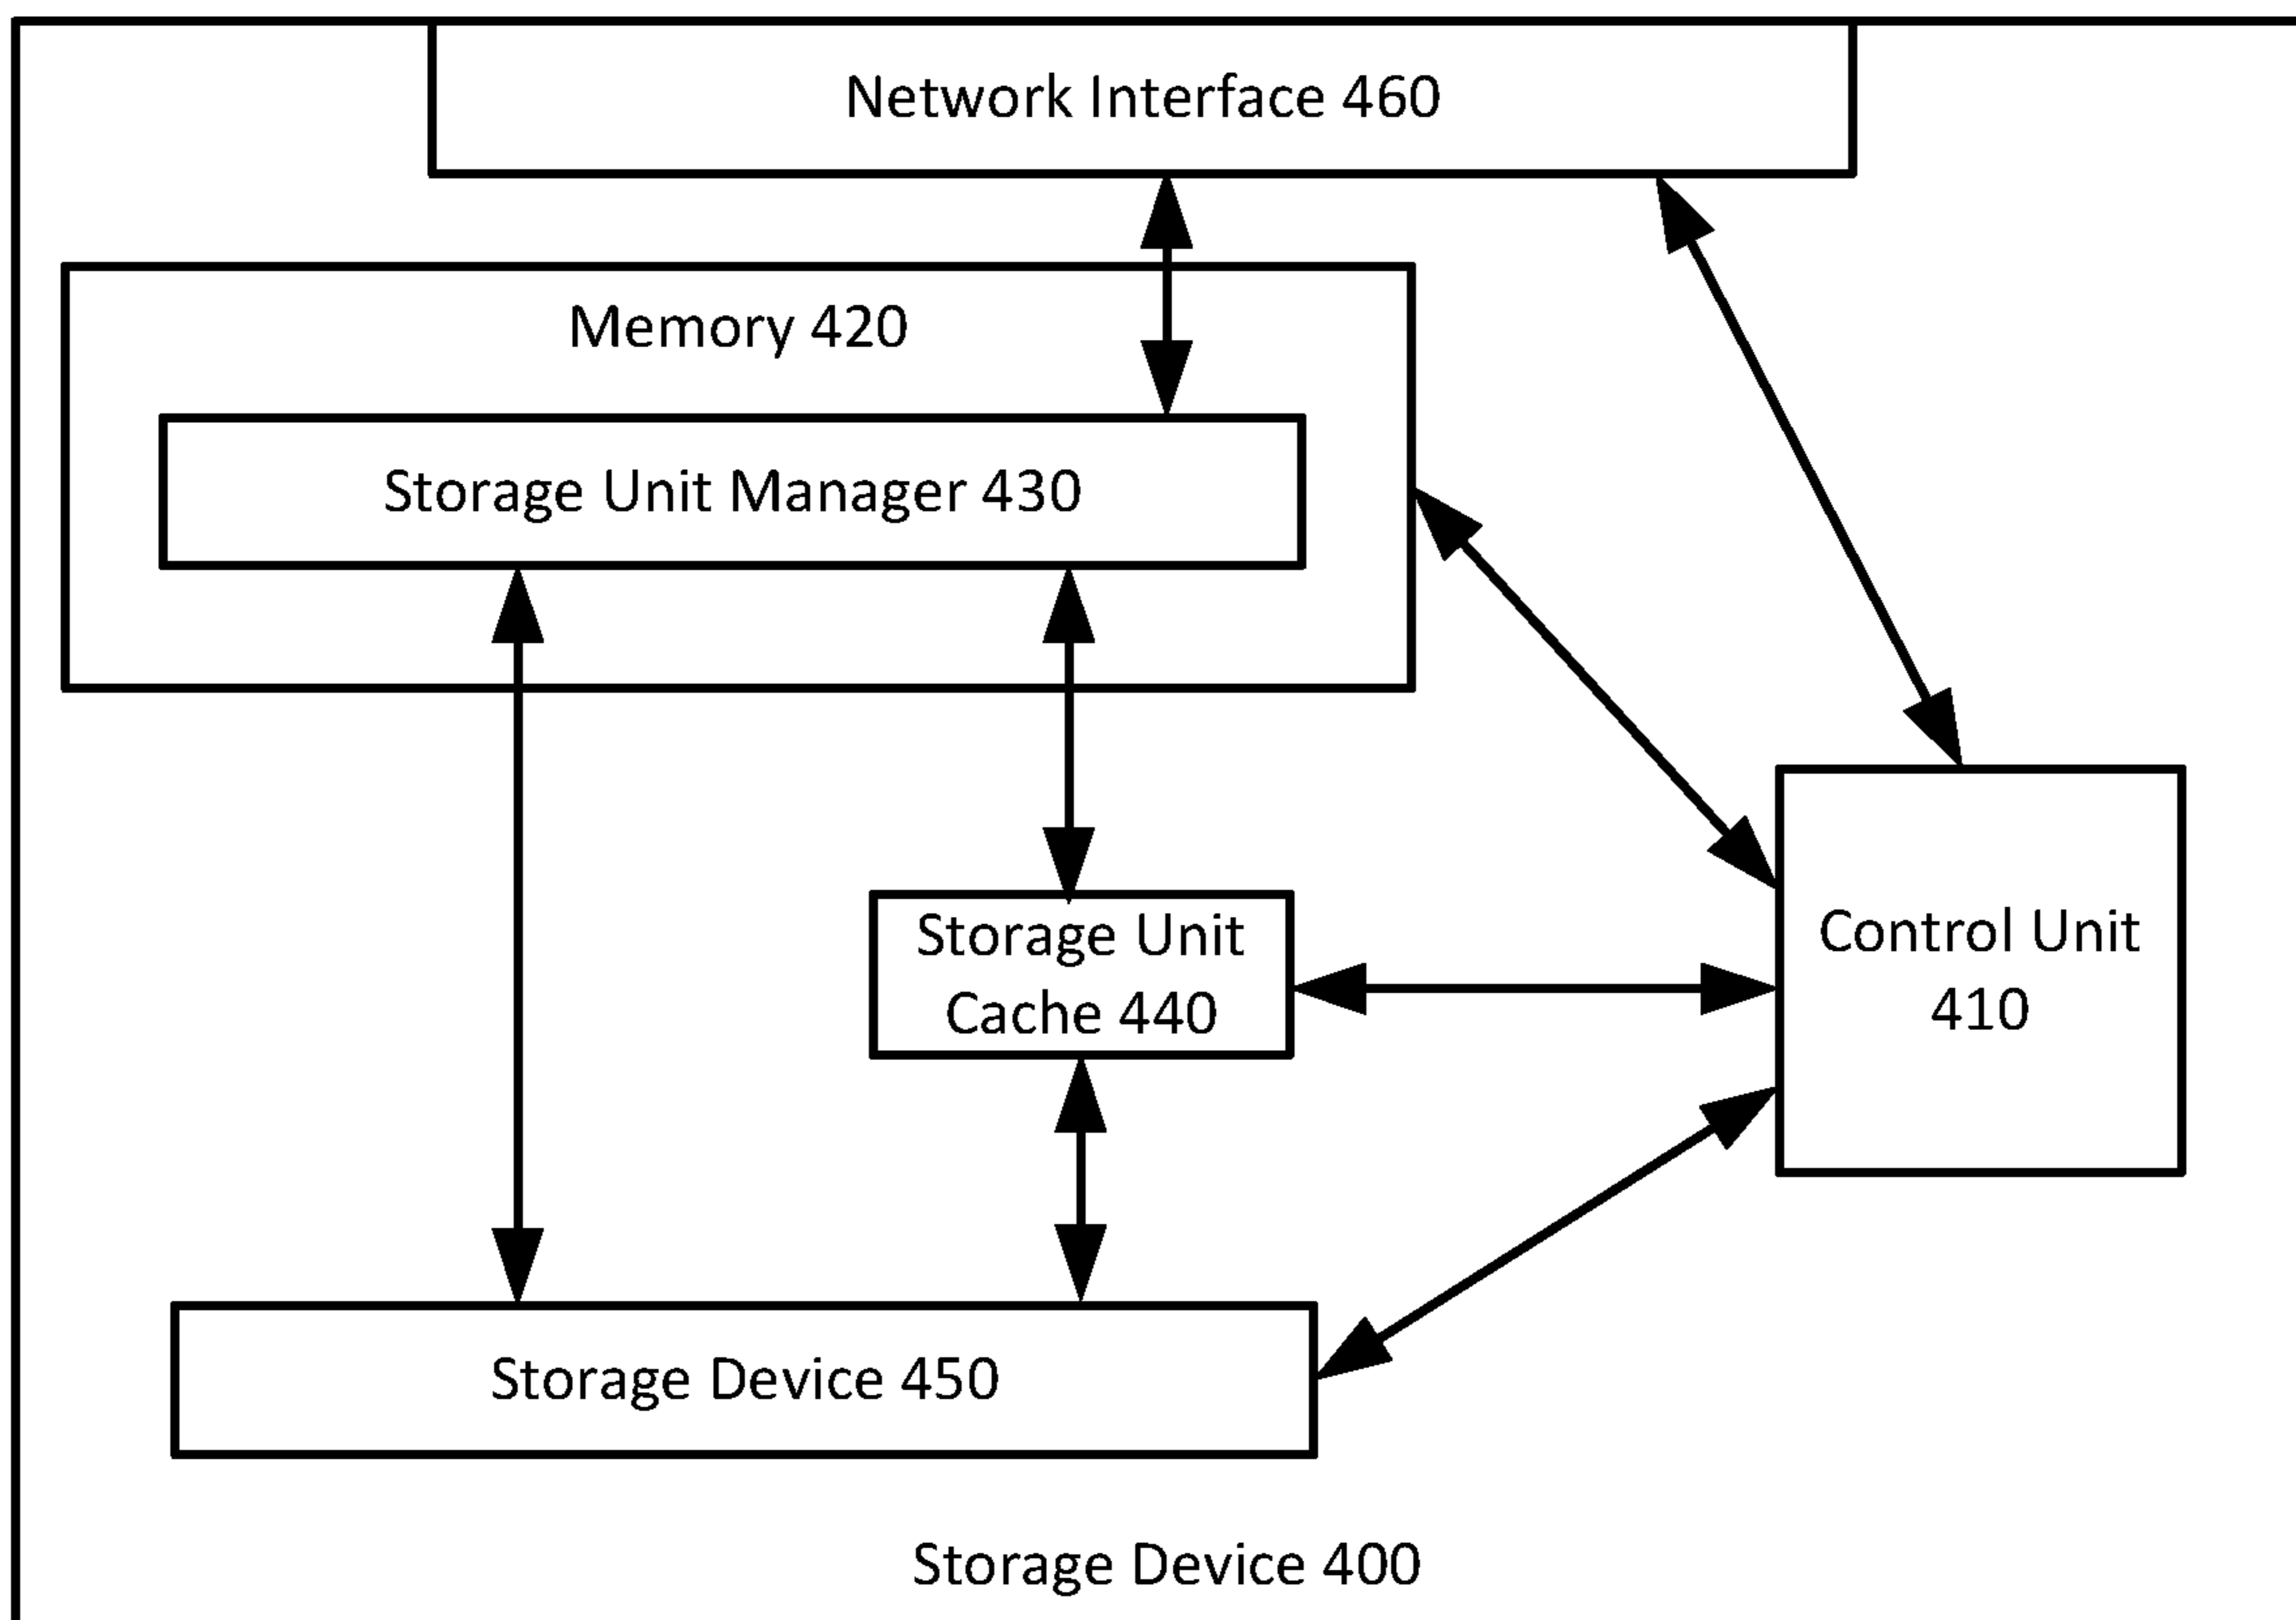 Network Interface 460
Memory 420
Storage Unit Manager 430
Storage Unit
Cache 440
Control Unit
410
Storage Device 450
Storage Device 400